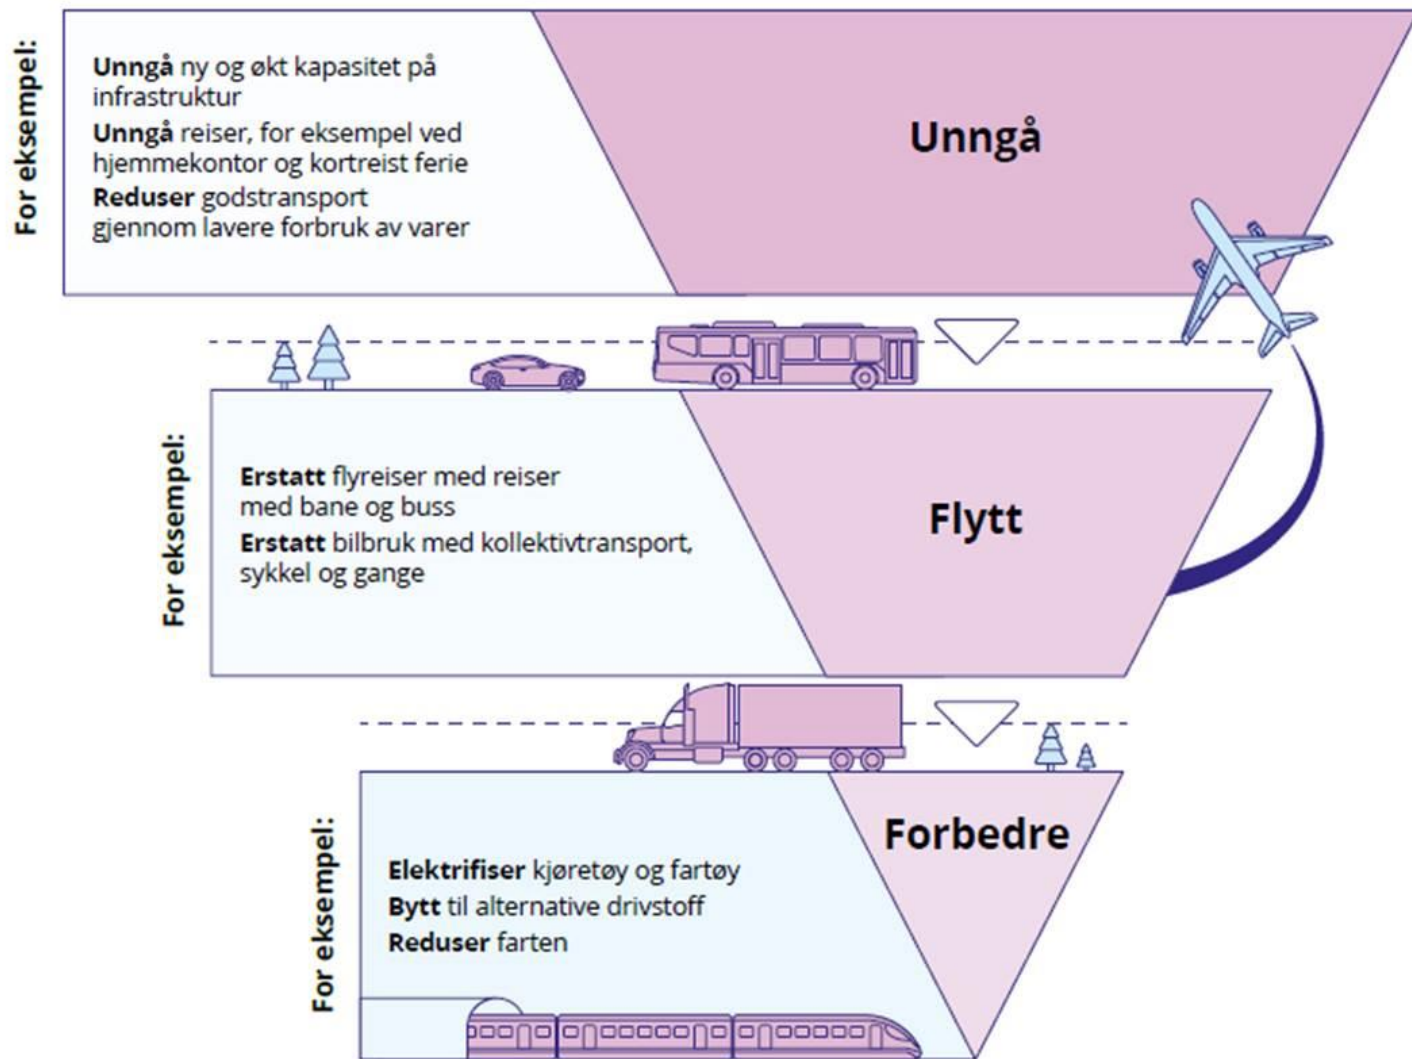 For eksempel:
Unngå ny og økt kapasitet på
infrastruktur
Unngå reiser, for eksempel ved
hjemmekontor og kortreist ferie
Reduser godstransport
gjennom lavere forbruk av varer
Unngå
For eksempel:
Erstatt flyreiser med reiser
med bane og buss
Erstatt bilbruk med kollektivtransport,
sykkel og gange
Flytt
For eksempel:
Elektrifiser kjøretøy og fartøy
Bytt til alternative drivstoff
Reduser farten
Forbedre